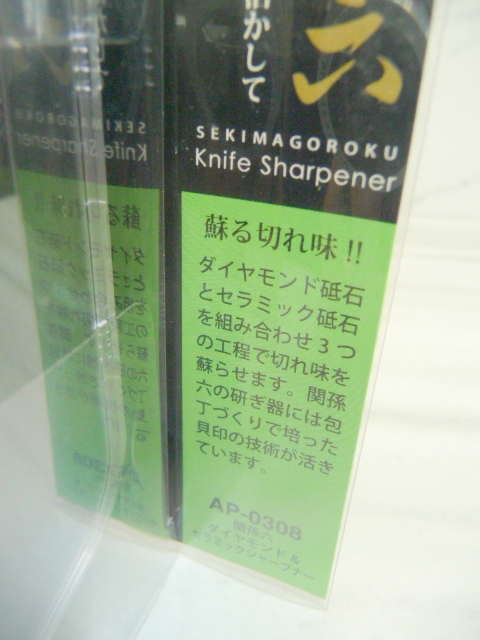 活かして
六
SEKIMAGOROKU
Knife Sharpener
蘇る切れ味!!
ダイヤモンド砥石
とセラミック砥石
を組み合わせ3つ
の工程で切れ味を
蘇らせます。関孫
六の研ぎ器には包
丁づくりで培った
貝印の技術が活き
ています。
AP-0308
関孫六
ダイヤモンド&
セラミックシャープナー